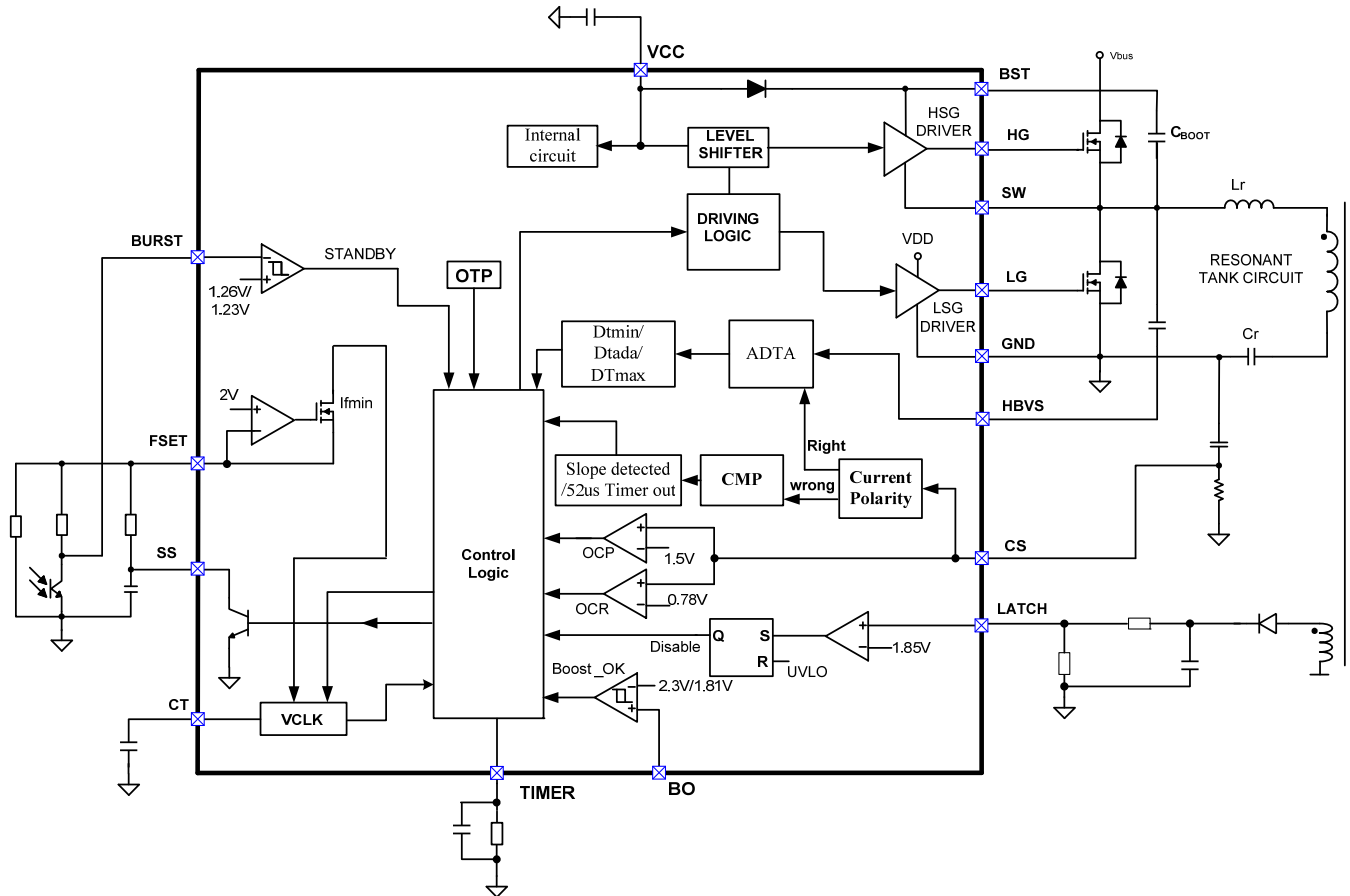 VCC
Vbus
BST
HSG
DRIVER
HG
CBOOT
Internal
circuit
LEVEL
SHIFTER
SW
Lr
DRIVING
LOGIC
BURST
STANDBY
VDD
RESONANT
TANK CIRCUIT
OTP
1.26V/
1.23V
LG
LSG
DRIVER
Dtmin/
Dtada/
DTmax
ADTA
GND
Cr
2V
Ifmin
HBVS
FSET
Right
Slope detected
/52us Timer out
CMP
wrong
Current
Polarity
SS
Control
Logic
OCP
1.5V
CS
OCR
0.78V
LATCH
Disable
Q
S
R
UVLO
1.85V
Boost_OK
2.3V/1.81V
CT
VCLK
TIMER
BO